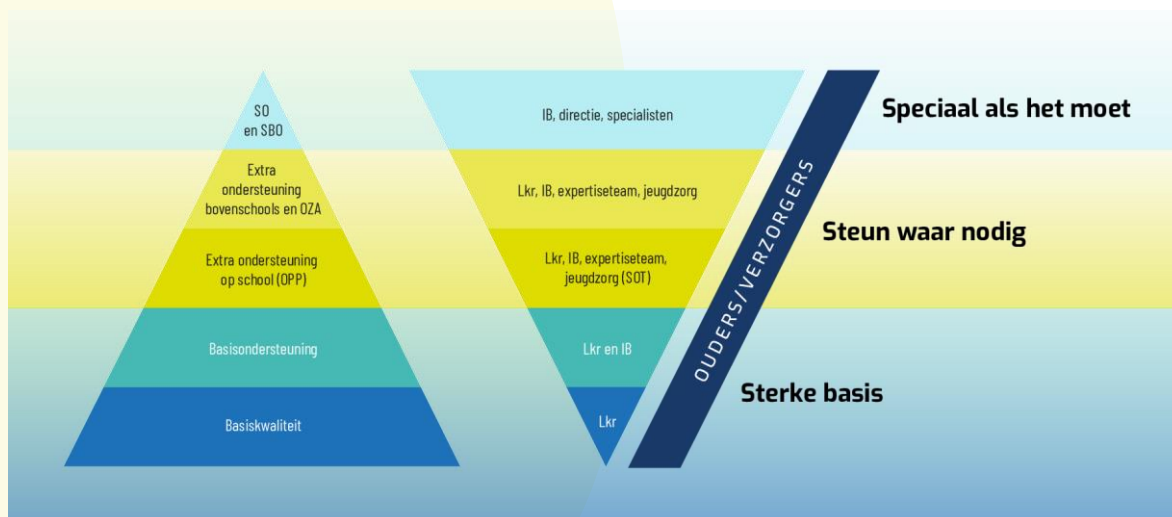 SO
en SBO
Extra
ondersteuning
bovenschools en OZA
Extra ondersteuning
op school (OPP)
Basisondersteuning
Basiskwaliteit
IB, directie, specialisten
Lkr, IB, expertiseteam, jeugdzorg
Lkr, IB, expertiseteam,
jeugdzorg (SOT)
Lkr en IB
Lkr
OUDERS/VERZORGERS
Speciaal als het moet
Steun waar nodig
Sterke basis